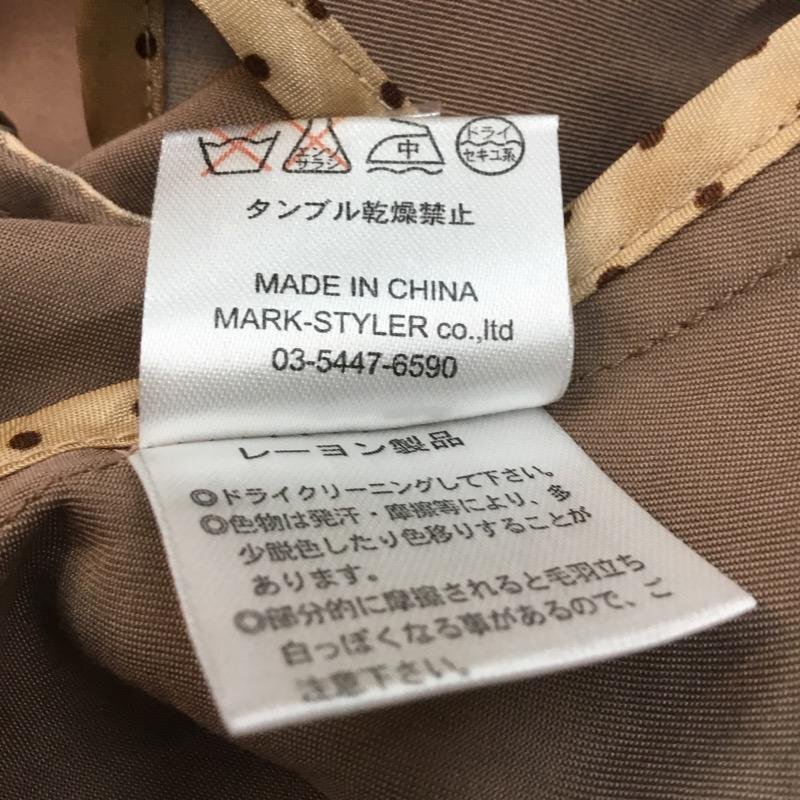 エンソ
サラシ
中
ドライ
セキユ系
タンブル乾燥禁止
MADE IN CHINA
MARK-STYLER co.,ltd
03-5447-6590
レーヨン製品
◎ドライクリーニングして下さい。
◎色物は発汗・摩擦等により、多
少脱色したり色移りすることが
あります。
◎部分的に摩擦されると毛羽立ち
白っぽくなる事があるので、ご
注意下さい。